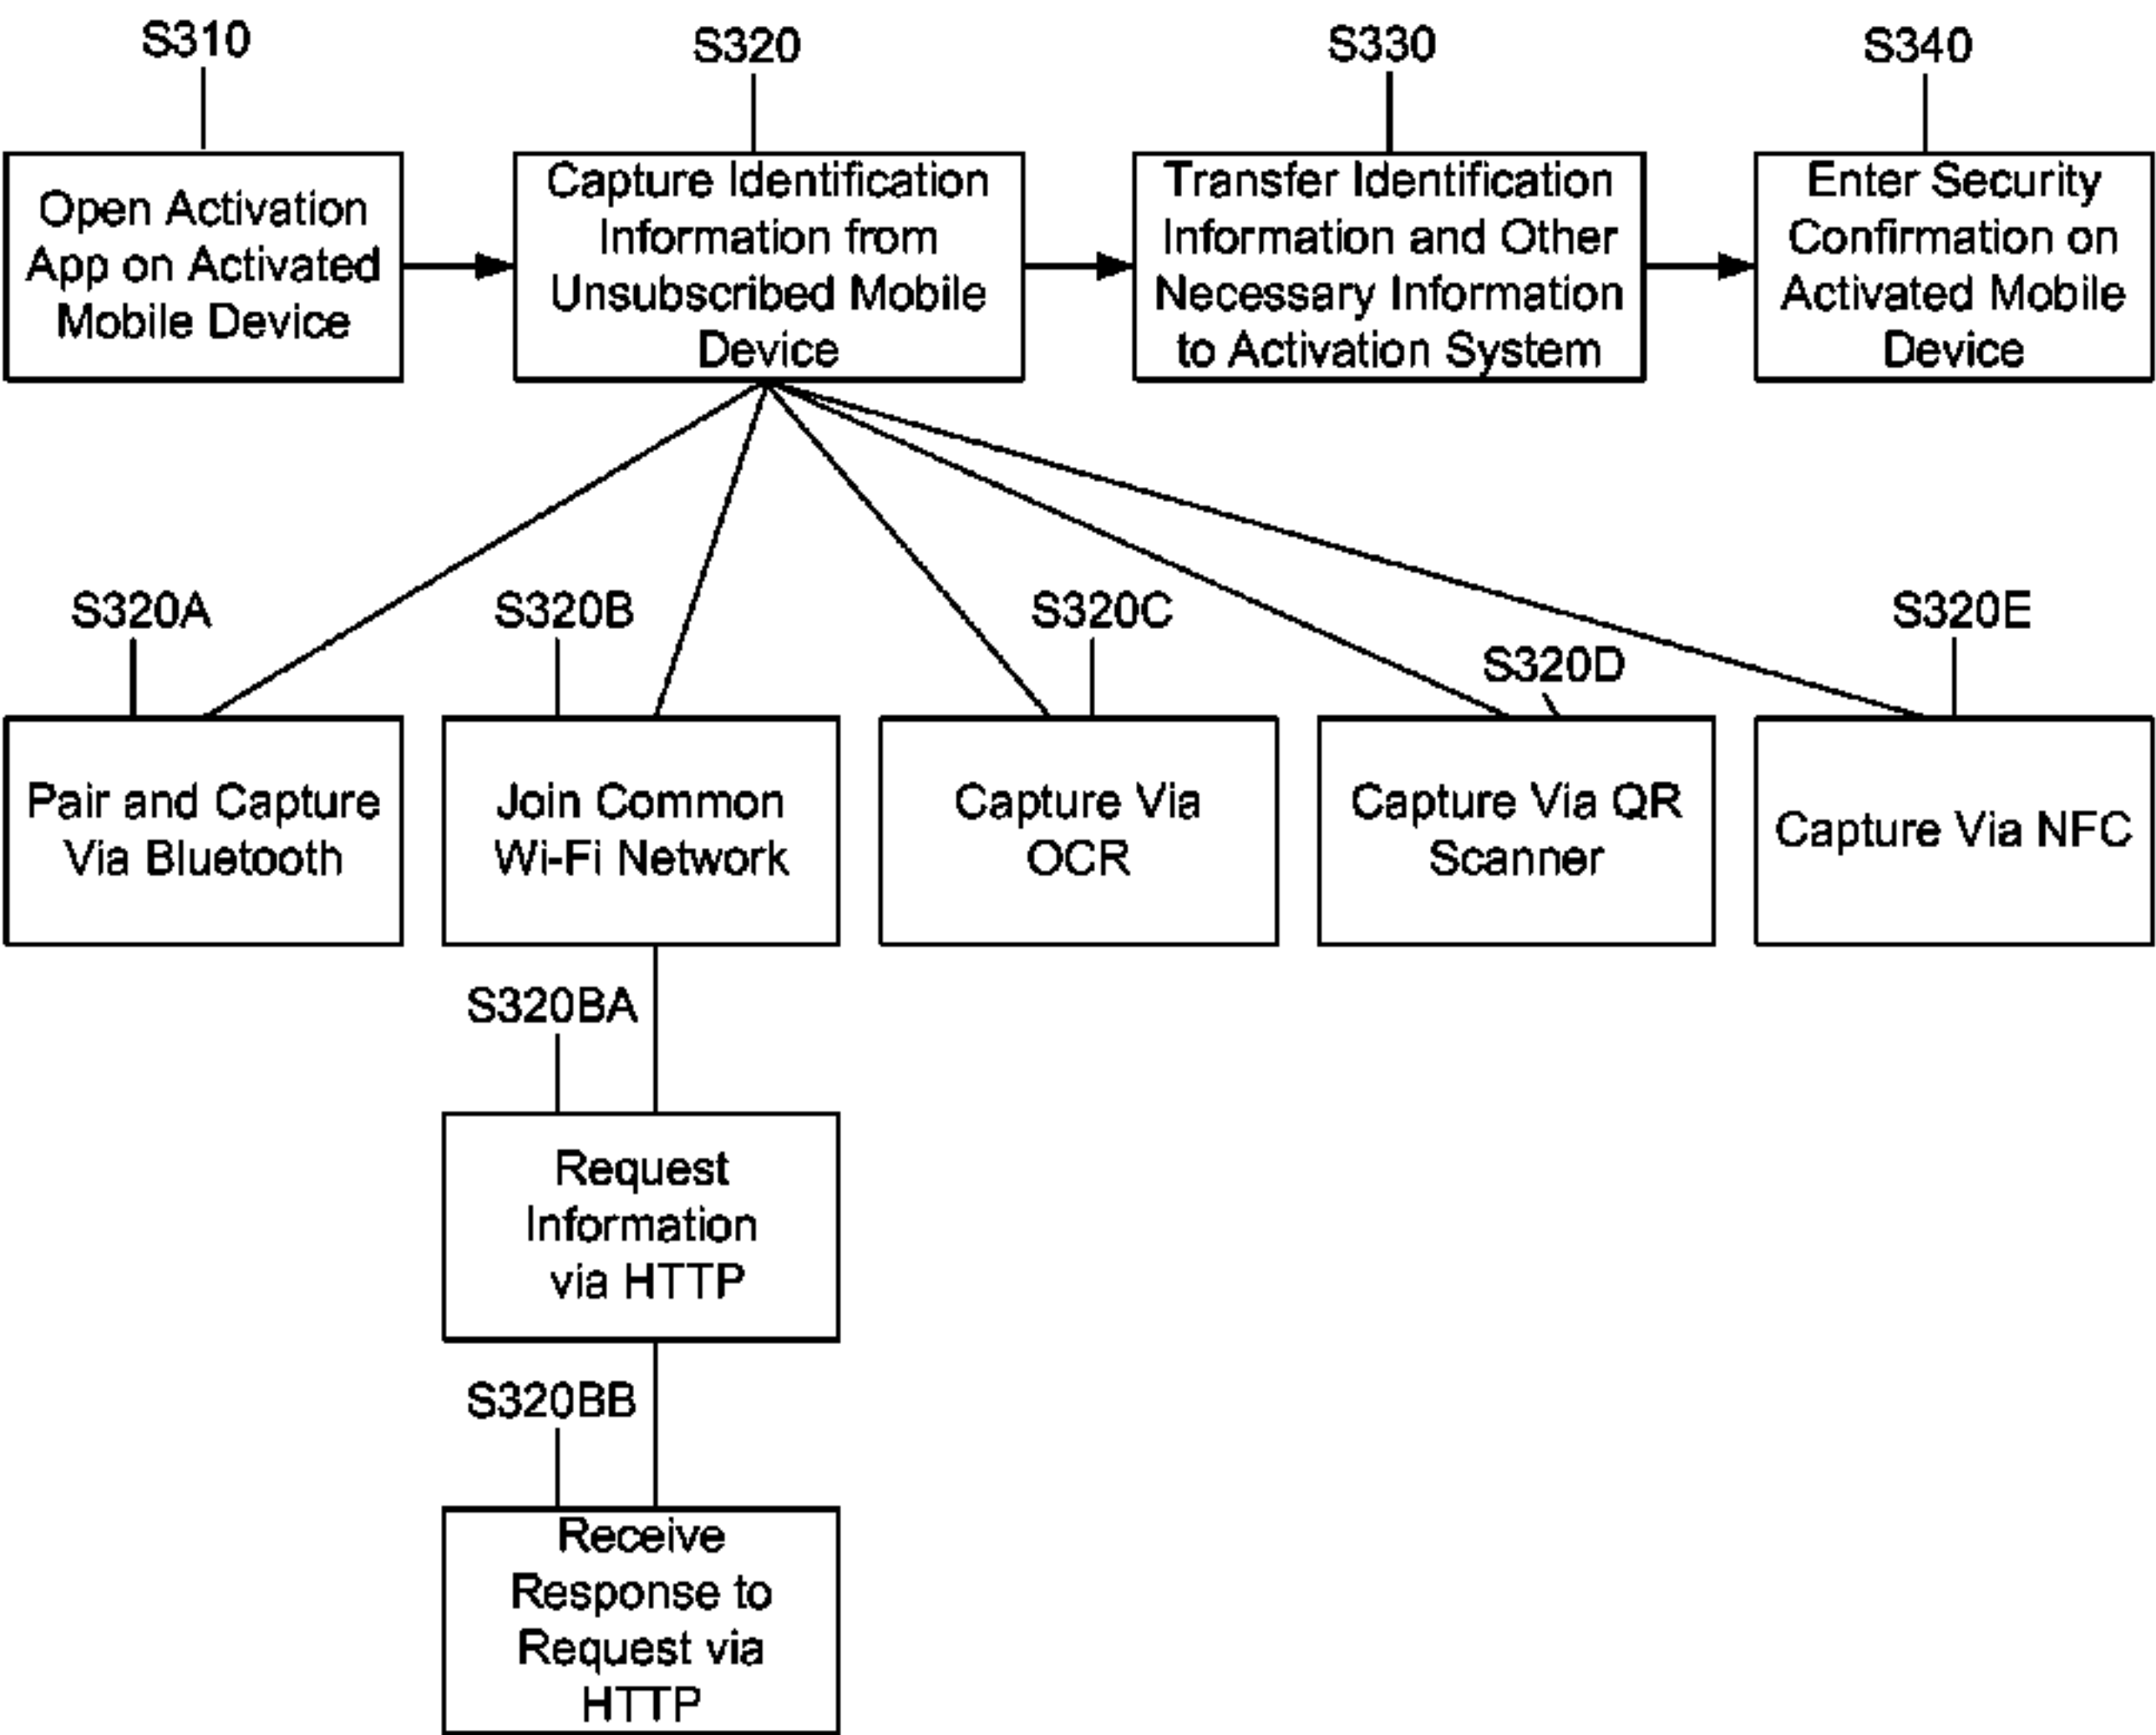 S310
S320
S330
S340
Open Activation
App on Activated
Mobile Device
Capture Identification
Information from
Unsubscribed Mobile
Device
Transfer Identification
Information and Other
Necessary Information
to Activation System
Enter Security
Confirmation on
Activated Mobile
Device
S320A
S320B
S320C
S320D
S320E
Pair and Capture
Via Bluetooth
Join Common
Wi-Fi Network
Capture Via
OCR
Capture Via QR
Scanner
Capture Via NFC
S320BA
Request
Information
via HTTP
S320BB
Receive
Response to
Request via
HTTP